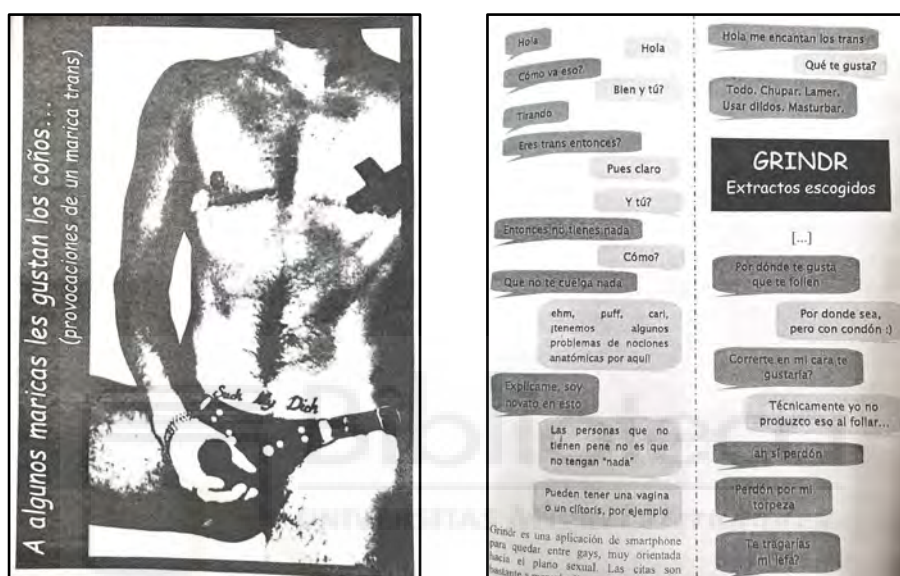 A algunos maricas les gustan los coños...
(provocaciones de un marica trans)
Suck My Dick
Hola
Hola
Cómo va eso?
Bien y tú?
Tirando
Eres trans entonces?
Pues claro
Y tú?
Entonces no tienes nada
Cómo?
Que no te cuelga nada
ehm, puff, cari,
¡tenemos algunos
problemas de nociones
anatómicas por aquí!
Explícame, soy
novato en esto
Las personas que no
tienen pene no es que
no tengan "nada"
Pueden tener una vagina
o un clítoris, por ejemplo
Grindr es una aplicación de smartphone
para quedar entre gays, muy orientada
hacia el plano sexual. Las citas son
Hola me encantan los trans
Qué te gusta?
Todo. Chupar. Lamer.
Usar dildos. Masturbar.
GRINDR
Extractos escogidos
[...]
Por dónde te gusta
que te follen
Por donde sea,
pero con condón :)
Correrte en mi cara te
gustaría?
Técnicamente yo no
produzco eso al follar...
ah sí perdón
Perdón por mi
torpeza
Te tragarías
mi lefa?